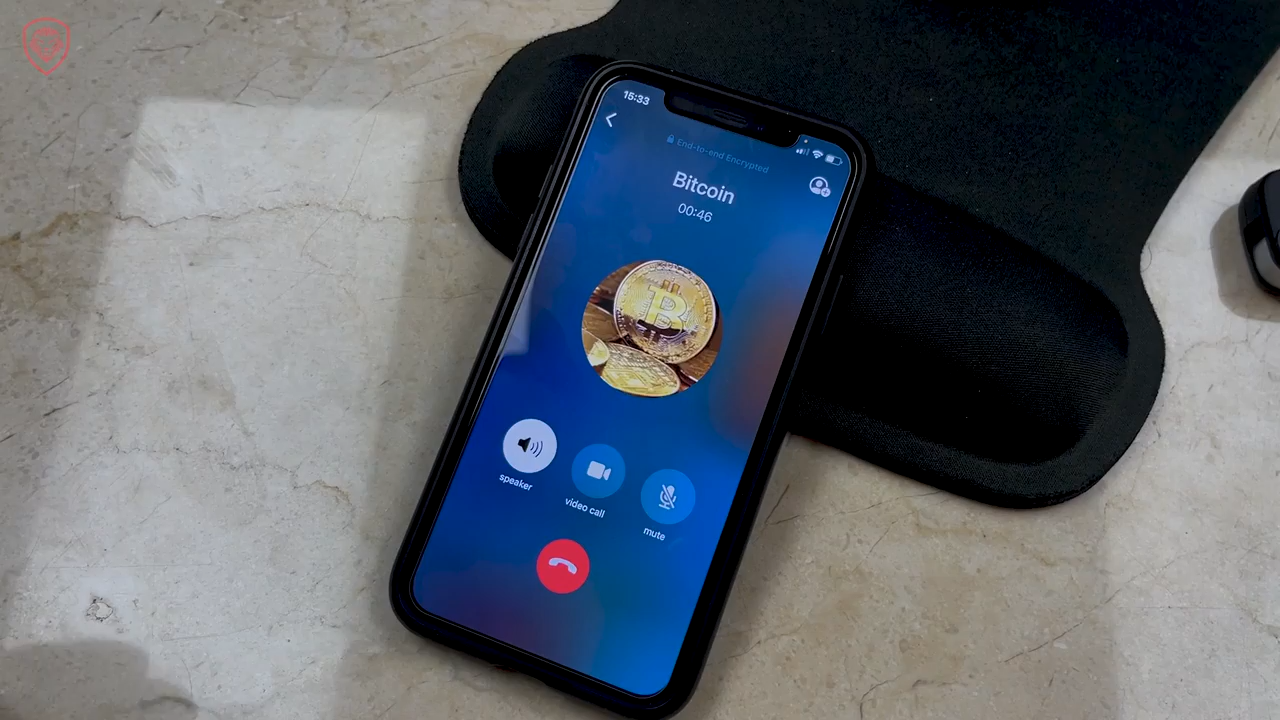 15:33
End-to-end Encrypted
Bitcoin
00:46
B
speaker
video call
mute